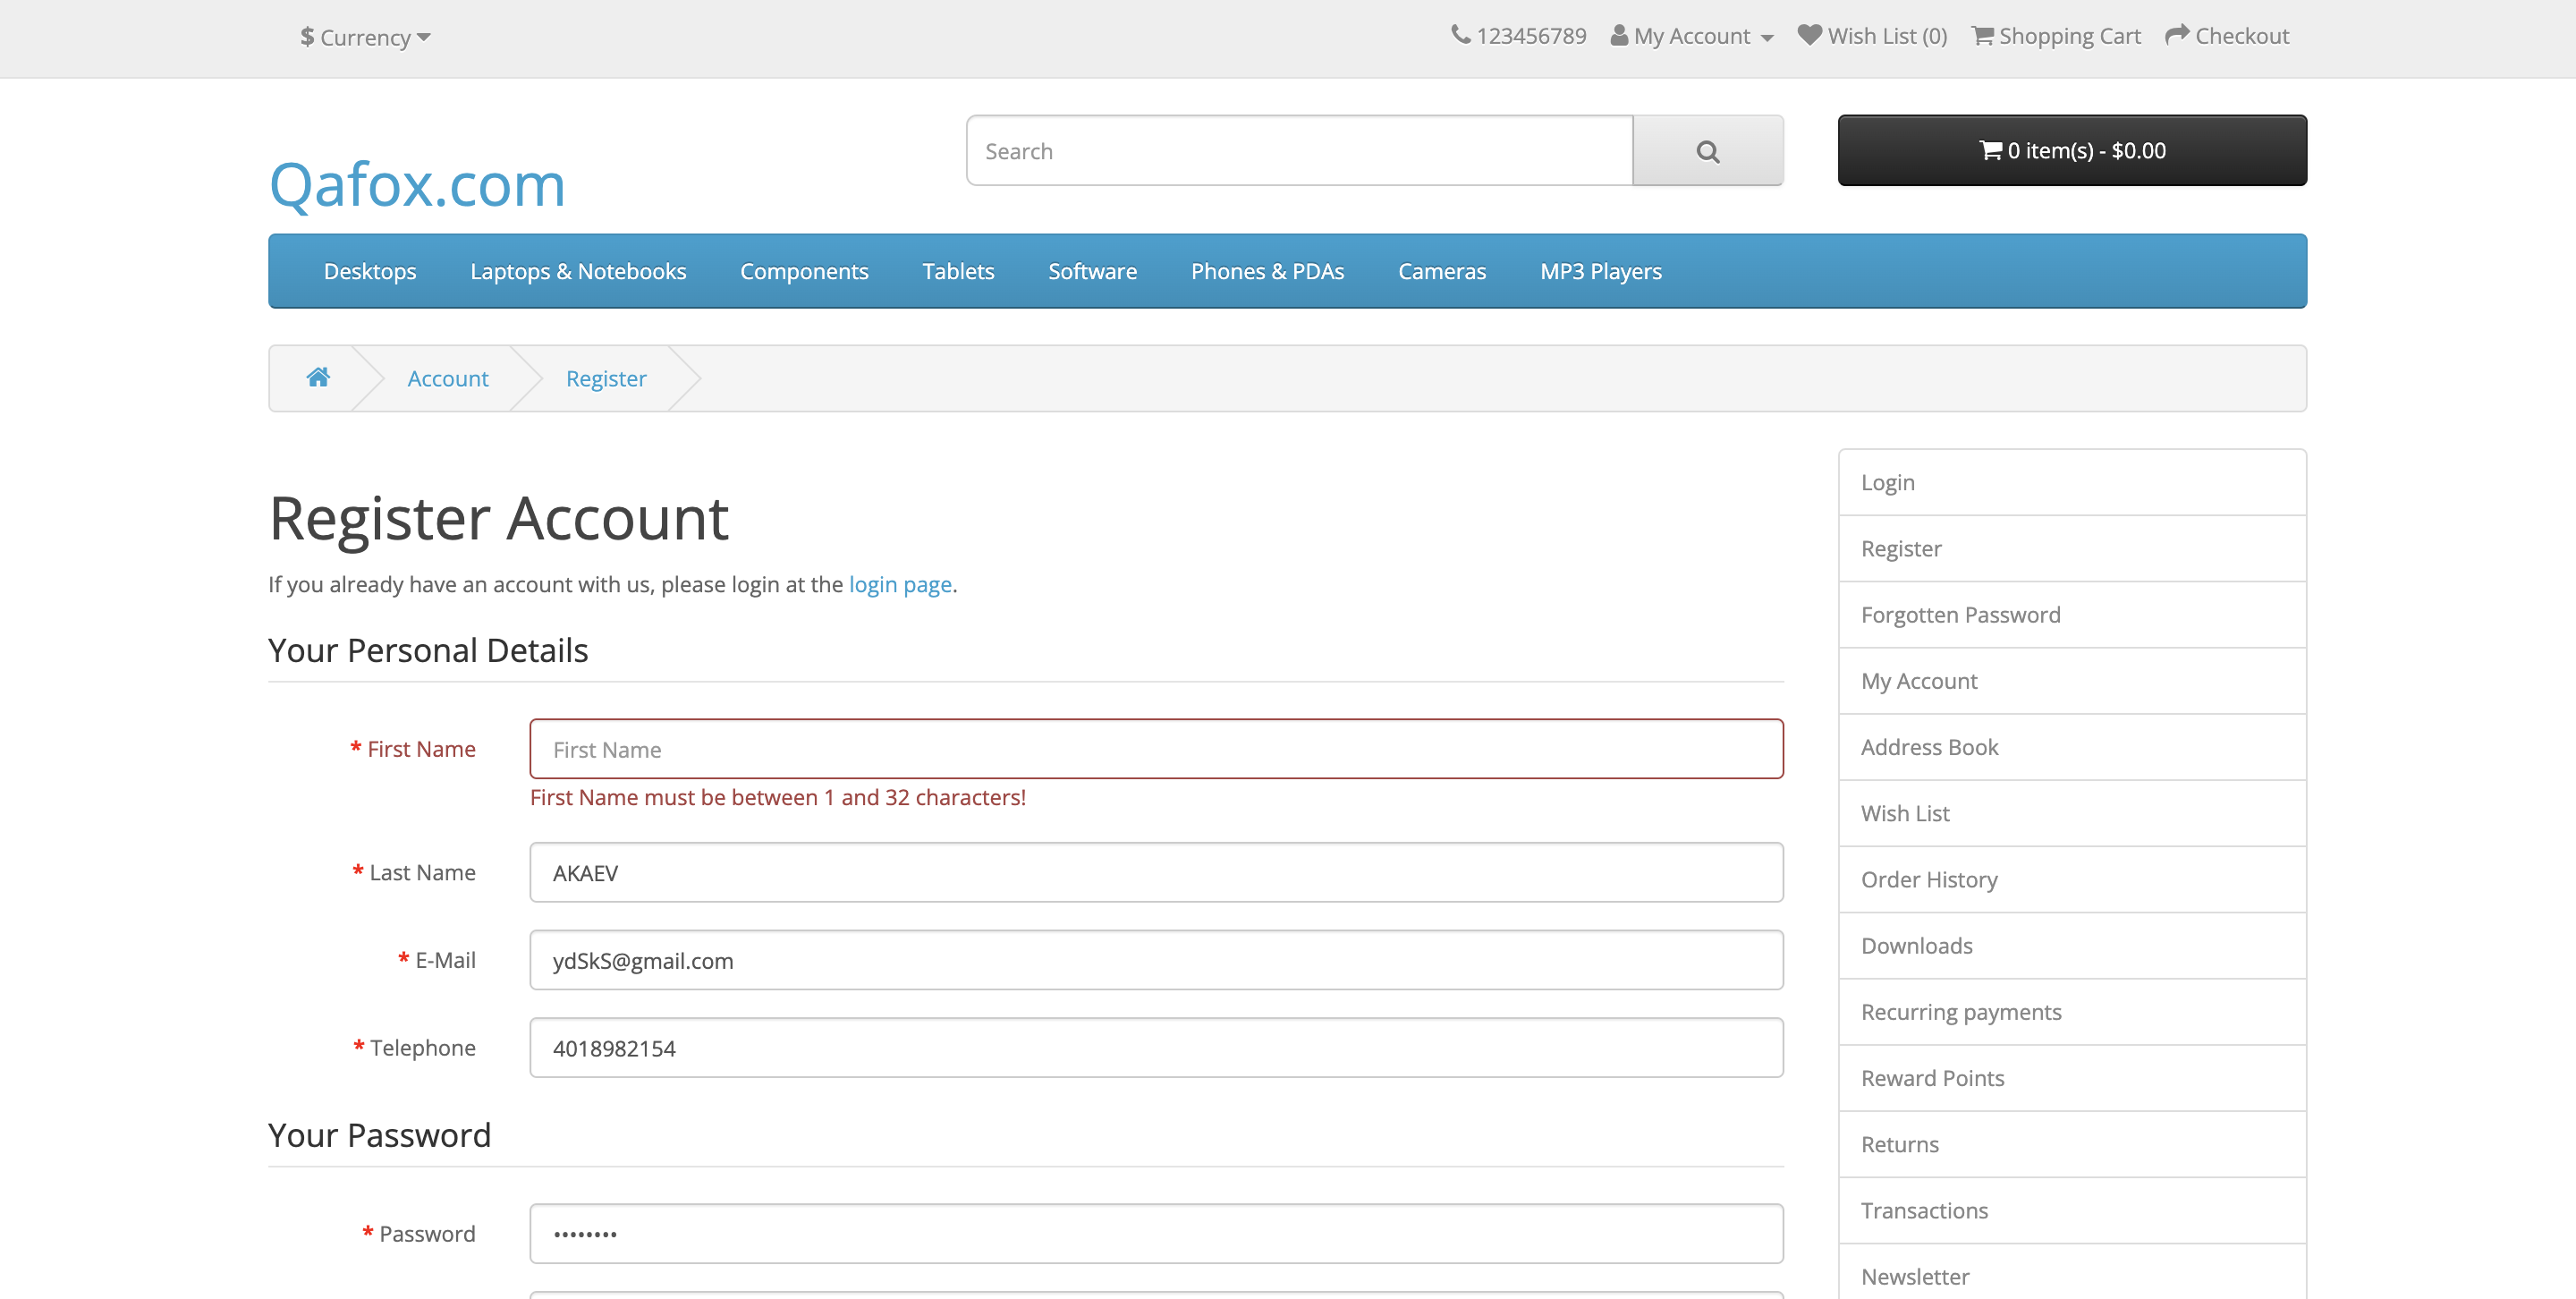 $ Currency
123456789 My Account Wish List (0) Shopping Cart Checkout
Qafox.com
Search
0 item(s) - $0.00
Desktops Laptops & Notebooks Components Tablets Software Phones & PDAs Cameras MP3 Players
Account Register
Register Account
If you already have an account with us, please login at the login page.
Your Personal Details
* First Name
First Name
First Name must be between 1 and 32 characters!
* Last Name
AKAEV
* E-Mail
ydSkS@gmail.com
* Telephone
4018982154
Your Password
* Password
••••••••
Login
Register
Forgotten Password
My Account
Address Book
Wish List
Order History
Downloads
Recurring payments
Reward Points
Returns
Transactions
Newsletter